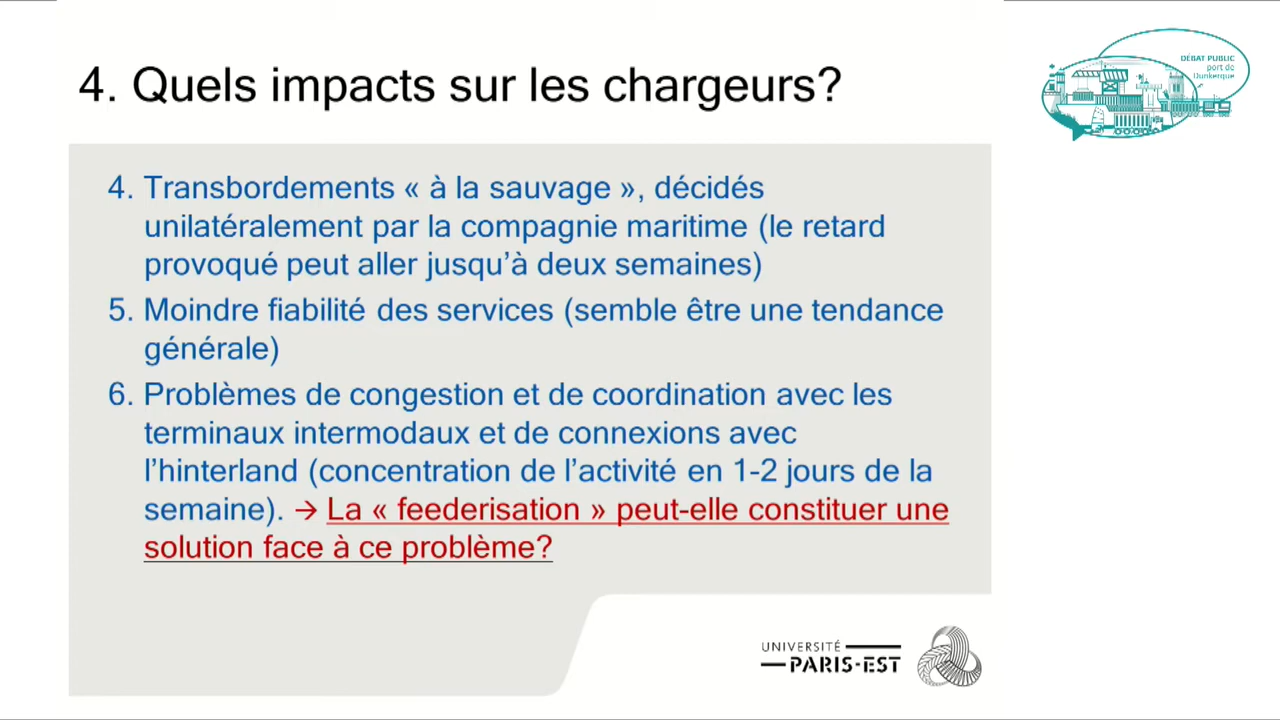 4. Quels impacts sur les chargeurs?
DÉBAT PUBLIC
port de
Dunkerque
4. Transbordements « à la sauvage », décidés
unilatéralement par la compagnie maritime (le retard
provoqué peut aller jusqu’à deux semaines)
5. Moindre fiabilité des services (semble être une tendance
générale)
6. Problèmes de congestion et de coordination avec les
terminaux intermodaux et de connexions avec
l’hinterland (concentration de l’activité en 1-2 jours de la
semaine). → La « feederisation » peut-elle constituer une
solution face à ce problème?
UNIVERSITÉ
PARIS-EST